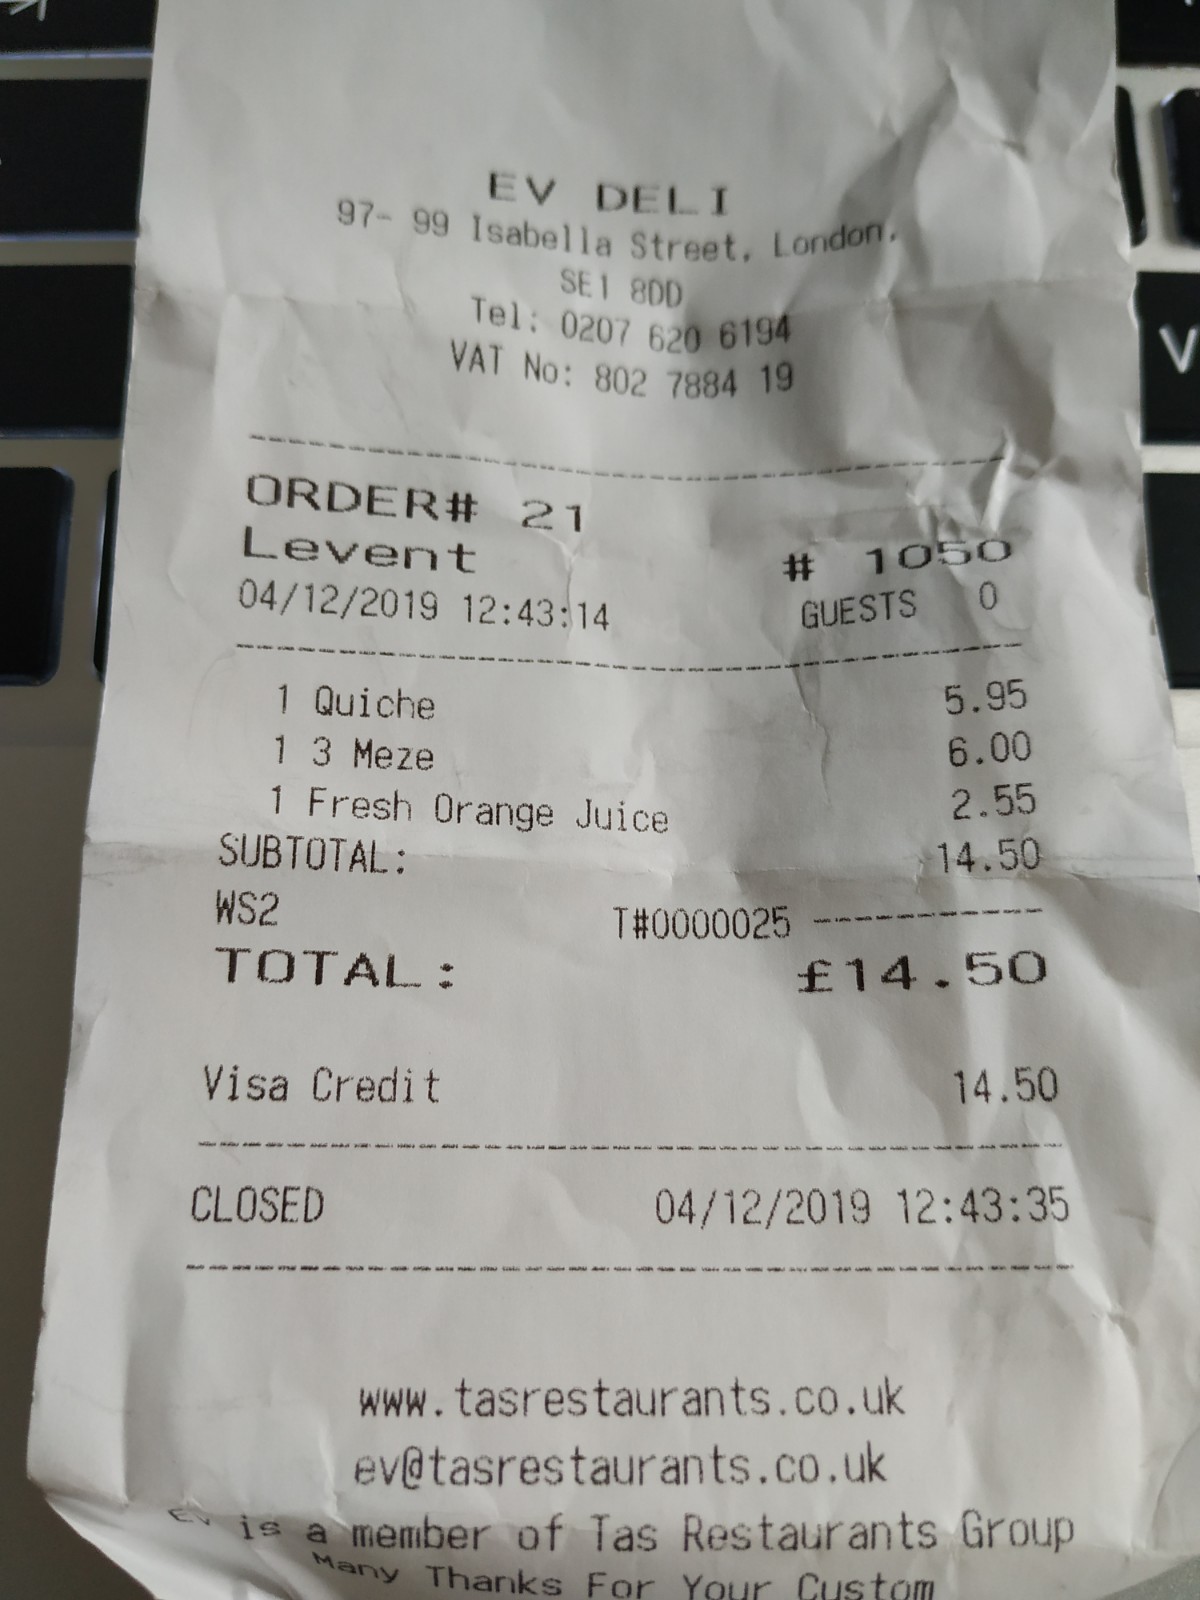 EV DELI
97- 99 Isabella Street, London,
SE1 8DD
Tel: 0207 620 6194
VAT No: 802 7884 19
ORDER# 21
Levent # 1050
04/12/2019 12:43:14 GUESTS 0
1 Quiche 5.95
1 3 Meze 6.00
1 Fresh Orange Juice 2.55
SUBTOTAL: 14.50
WS2 T#0000025 ------------
TOTAL: £14.50
Visa Credit 14.50
CLOSED 04/12/2019 12:43:35
www.tasrestaurants.co.uk
ev@tasrestaurants.co.uk
EV is a member of Tas Restaurants Group
Many Thanks For Your Custom
V